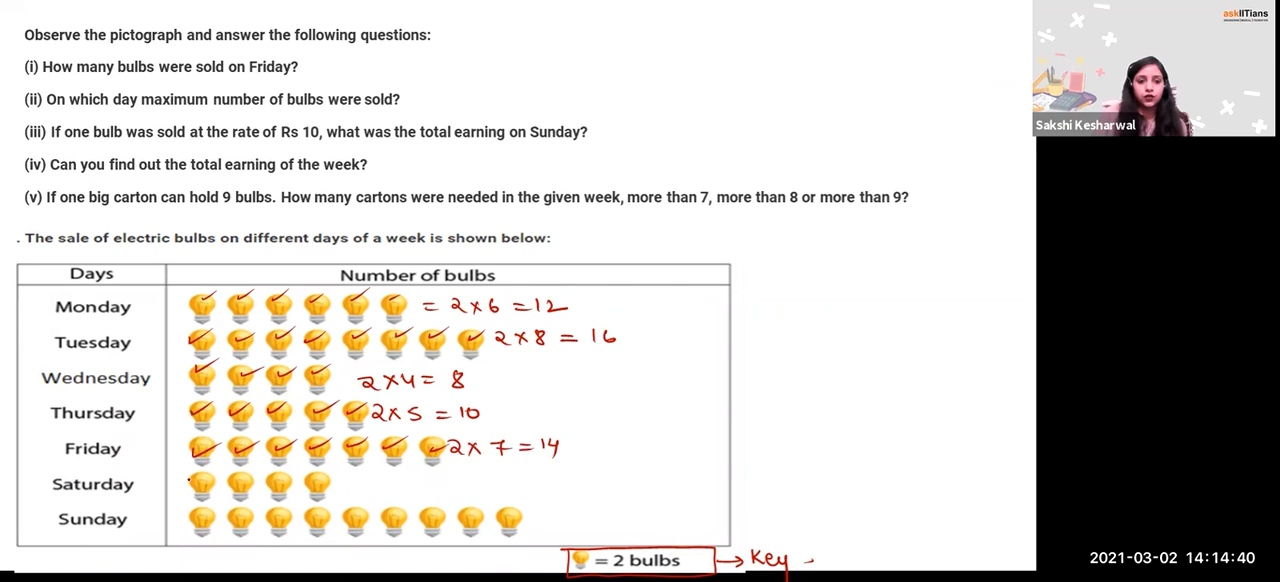 Observe the pictograph and answer the following questions:
(i) How many bulbs were sold on Friday?
(ii) On which day maximum number of bulbs were sold?
(iii) If one bulb was sold at the rate of Rs 10, what was the total earning on Sunday?
(iv) Can you find out the total earning of the week?
(v) If one big carton can hold 9 bulbs. How many cartons were needed in the given week, more than 7, more than 8 or more than 9?
. The sale of electric bulbs on different days of a week is shown below:
Days Number of bulbs
Monday = 2 x 6 = 12
Tuesday 2 x 8 = 16
Wednesday 2 x 4 = 8
Thursday 2 x 5 = 10
Friday 2 x 7 = 14
Saturday
Sunday
= 2 bulbs → Key -
askIITians
Sakshi Kesharwal
2021-03-02 14:14:40